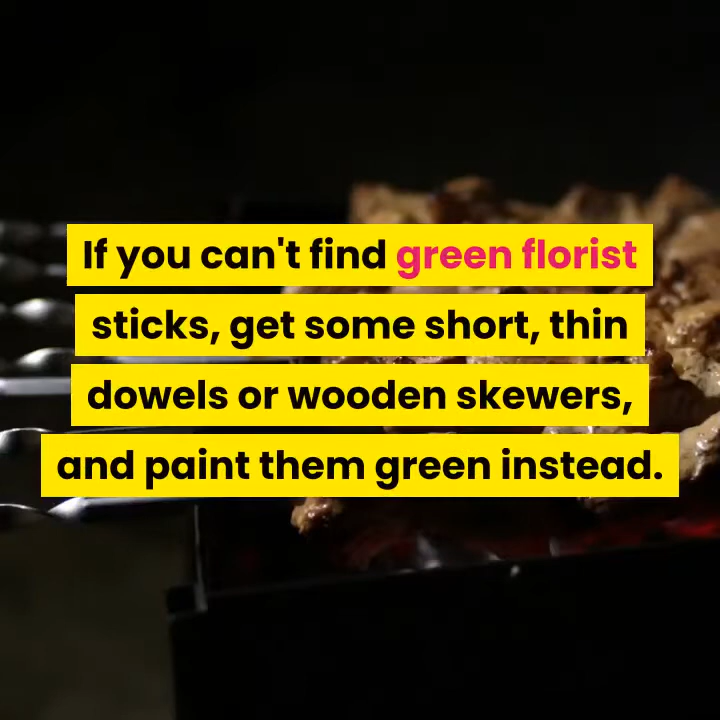 If you can't find green florist
sticks, get some short, thin
dowels or wooden skewers,
and paint them green instead.